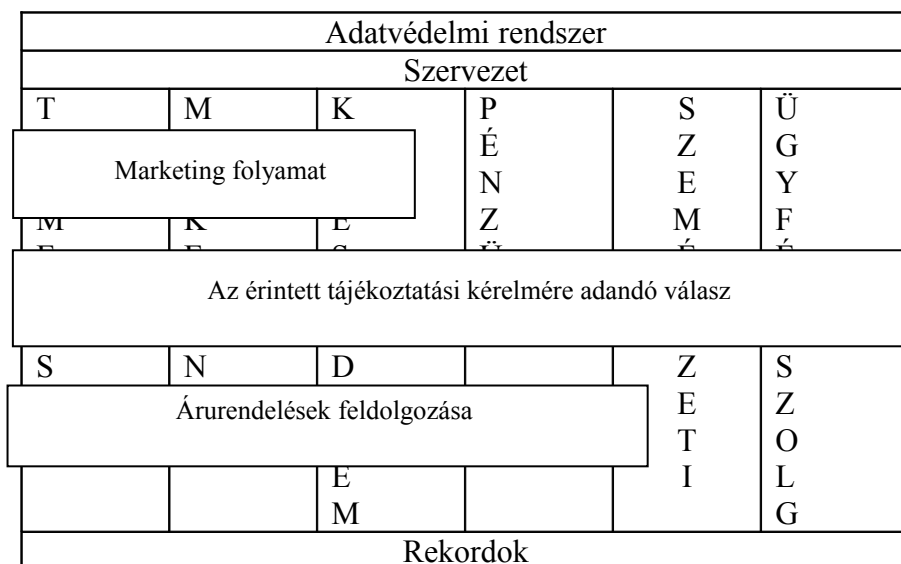 Adatvédelmi rendszer
Szervezet
T M K P S Ü
É Z G
Marketing folyamat N E Y
M K E Z M F
Az érintett tájékoztatási kérelmére adandó válasz
S N D Z S
Árurendelések feldolgozása E Z
T O
E I L
M G
Rekordok